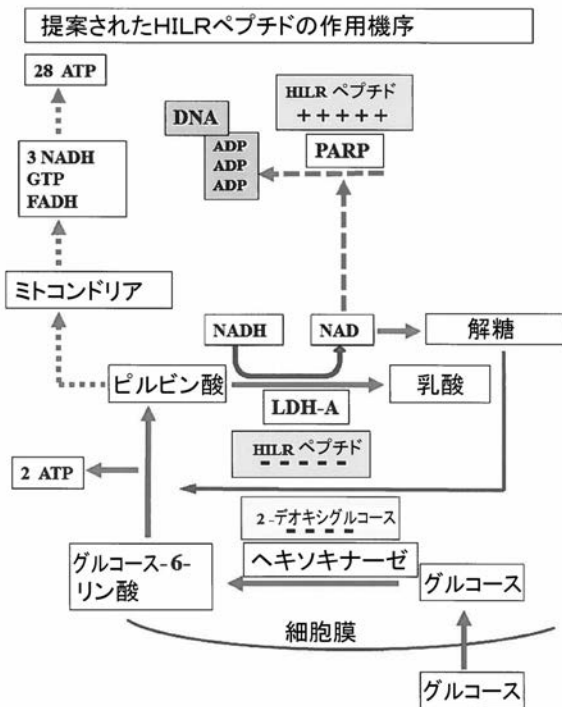 提案されたHILRペプチドの作用機序
28 ATP
HILR ペプチド
+++++
DNA
PARP
ADP
ADP
ADP
3 NADH
GTP
FADH
ミトコンドリア
NADH
NAD
解糖
ピルビン酸
乳酸
LDH-A
HILR ペプチド
-----
2 ATP
2-デオキシグルコース
----
ヘキソキナーゼ
グルコース-6-
リン酸
グルコース
細胞膜
グルコース